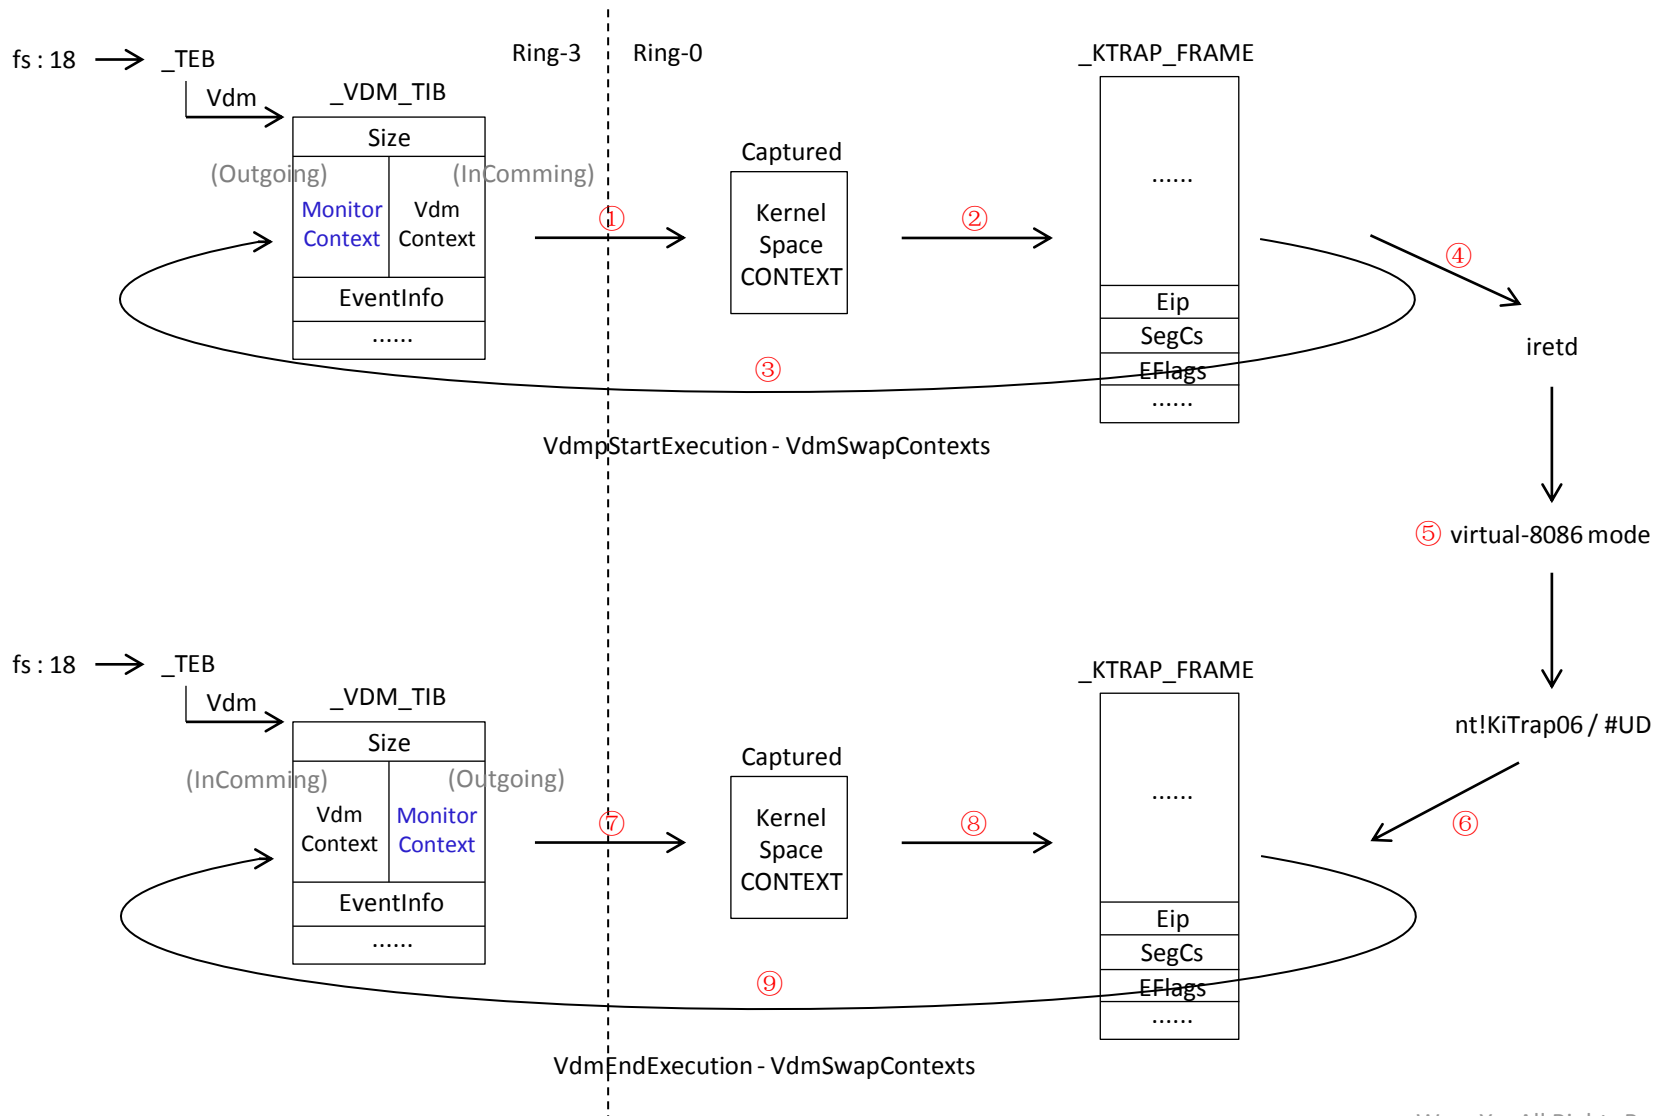 Ring-3
Ring-0
fs : 18
_TEB
Vdm
_VDM_TIB
Size
(Outgoing)
(InComming)
Monitor
Context
Vdm
Context
EventInfo
......
①
Captured
Kernel
Space
CONTEXT
②
_KTRAP_FRAME
......
Eip
SegCs
EFlags
......
③
④
iretd
VdmpStartExecution - VdmSwapContexts
⑤ virtual-8086 mode
nt!KiTrap06 / #UD
⑥
fs : 18
_TEB
Vdm
_VDM_TIB
Size
(InComming)
(Outgoing)
Vdm
Context
Monitor
Context
EventInfo
......
⑦
Captured
Kernel
Space
CONTEXT
⑧
_KTRAP_FRAME
......
Eip
SegCs
EFlags
......
⑨
VdmEndExecution - VdmSwapContexts